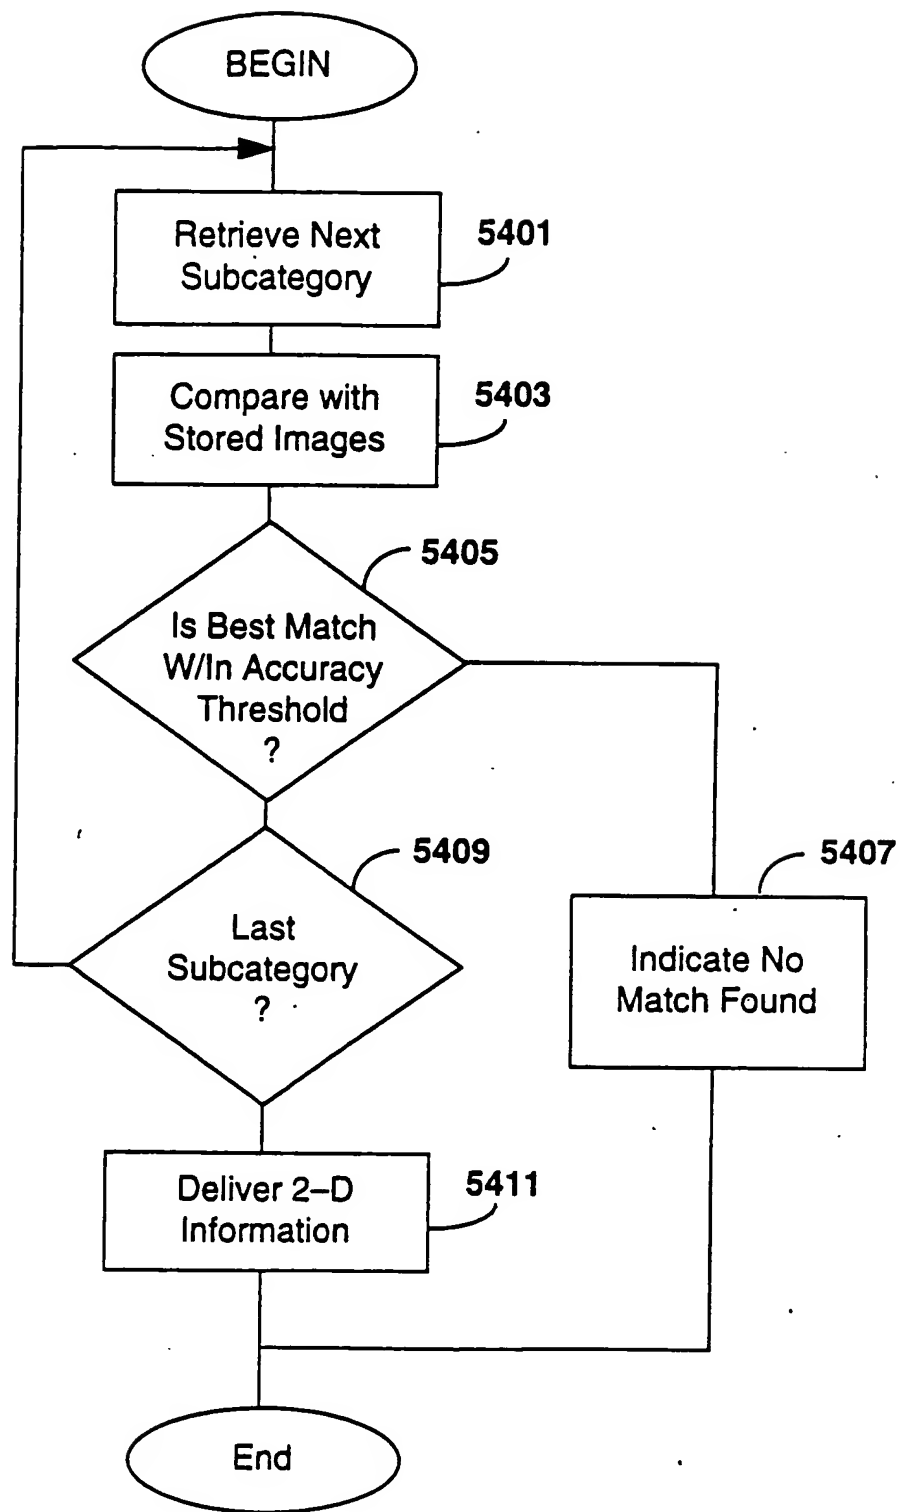 BEGIN
Retrieve Next
Subcategory
5401
Compare with
Stored Images
5403
5405
Is Best Match
W/In Accuracy
Threshold
?
5409
Last
Subcategory
?
5407
Indicate No
Match Found
Deliver 2–D
Information
5411
End